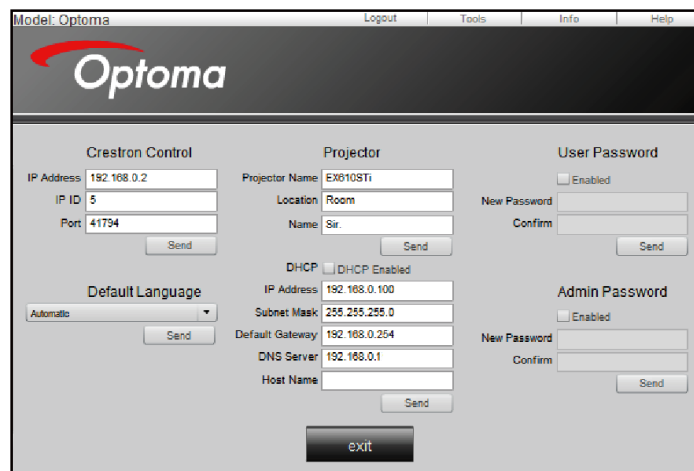 Model: Optoma
Logout | Tools | Info | Help
Optoma
Crestron Control
IP Address 192.168.0.2
IP ID 5
Port 41794
Send
Default Language
Automatic
Send
Projector
Projector Name EX610STi
Location Room
Name Sir.
Send
DHCP DHCP Enabled
IP Address 192.168.0.100
Subnet Mask 255.255.255.0
Default Gateway 192.168.0.254
DNS Server 192.168.0.1
Host Name
Send
exit
User Password
Enabled
New Password
Confirm
Send
Admin Password
Enabled
New Password
Confirm
Send